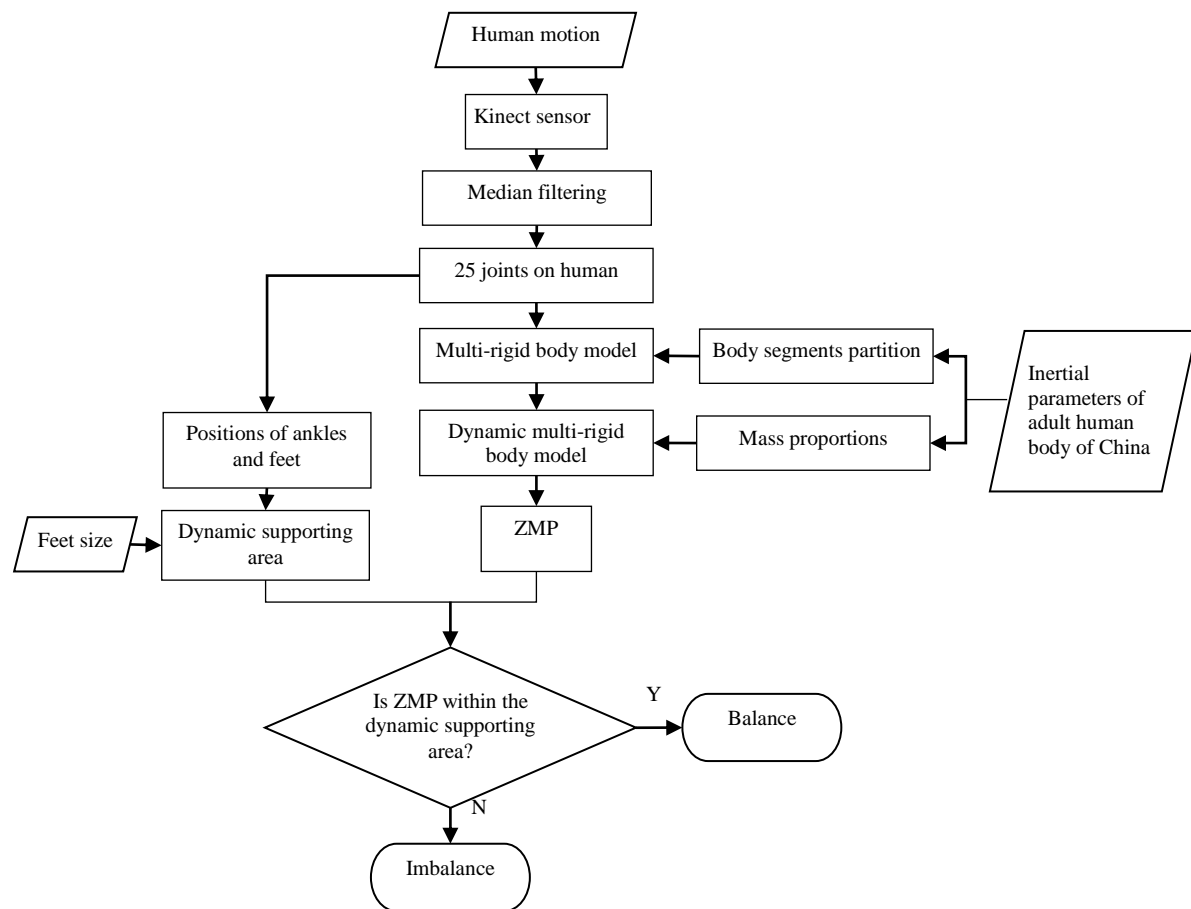 Human motion
Kinect sensor
Median filtering
25 joints on human
Multi-rigid body model
Body segments partition
Inertial
parameters of
adult human
body of China
Positions of ankles
and feet
Dynamic multi-rigid
body model
Mass proportions
Feet size
Dynamic supporting
area
ZMP
Is ZMP within the
dynamic supporting
area?
Y
Balance
N
Imbalance